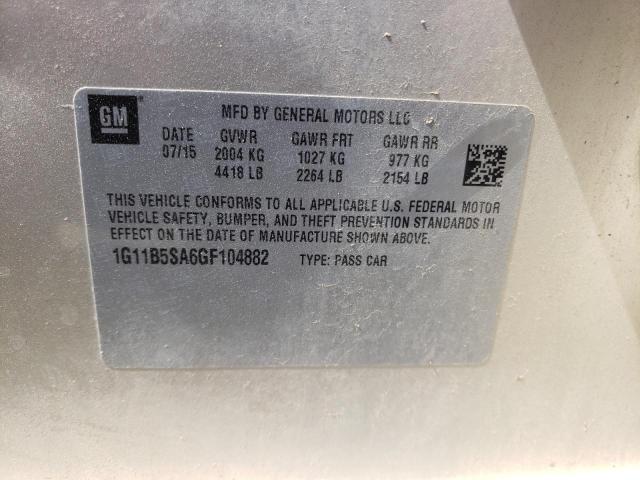 GM
MFD BY GENERAL MOTORS LLC
DATE GVWR GAWR FRT GAWR RR
07/15 2004 KG 1027 KG 977 KG
4418 LB 2264 LB 2154 LB
THIS VEHICLE CONFORMS TO ALL APPLICABLE U.S. FEDERAL MOTOR
VEHICLE SAFETY, BUMPER, AND THEFT PREVENTION STANDARDS IN
EFFECT ON THE DATE OF MANUFACTURE SHOWN ABOVE.
1G11B5SA6GF104882 TYPE: PASS CAR